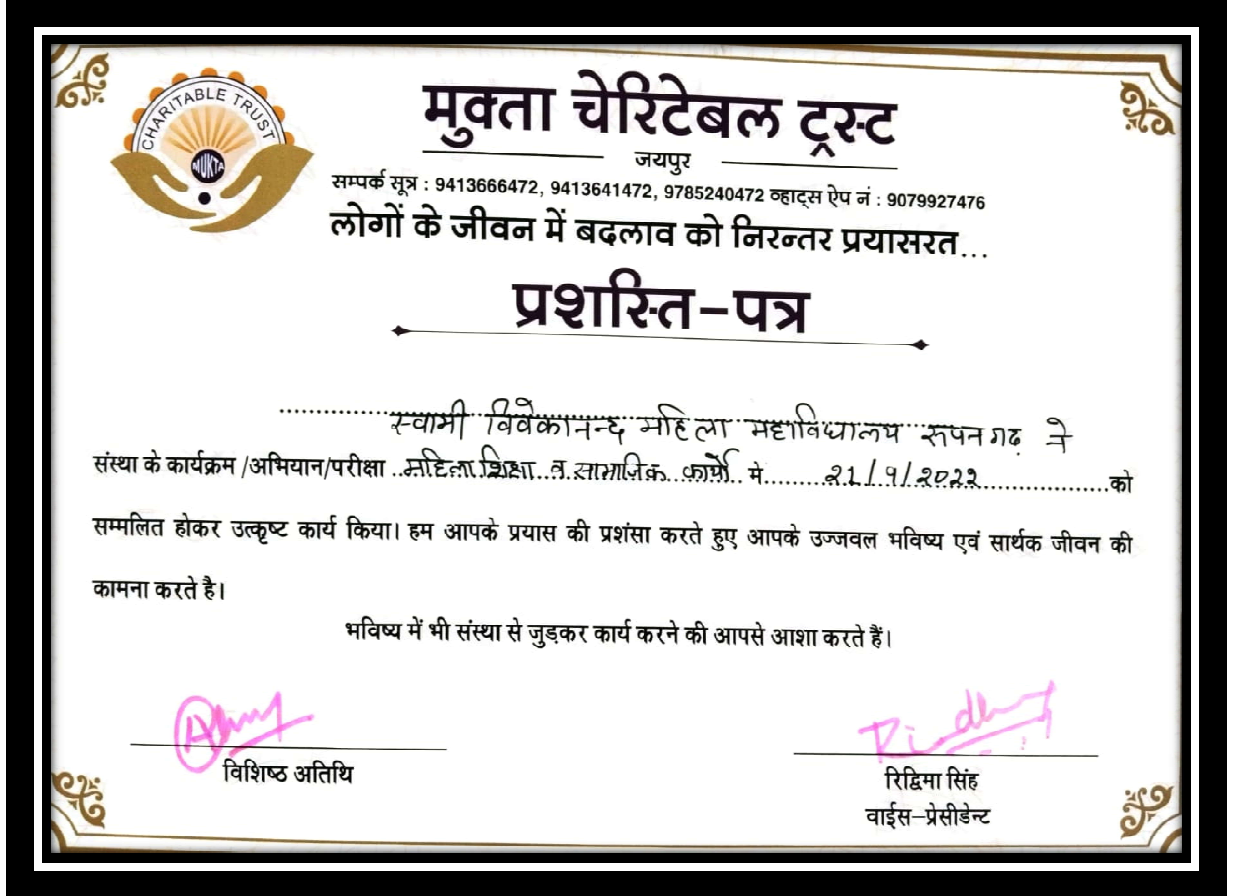 CHARITABLE TRUST
MUKTA
मुक्ता चेरिटेबल ट्रस्ट
जयपुर
सम्पर्क सूत्र : 9413666472, 9413641472, 9785240472 व्हाट्स ऐप नं : 9079927476
लोगों के जीवन में बदलाव को निरन्तर प्रयासरत...
प्रशस्ति-पत्र
स्वामी विवेकानन्द महिला महाविधालय रूपनगढ़ ने
संस्था के कार्यक्रम /अभियान/परीक्षा महिला शिक्षा व सामाजिक कार्यो में 21/9/2022 को
सम्मलित होकर उत्कृष्ट कार्य किया। हम आपके प्रयास की प्रशंसा करते हुए आपके उज्जवल भविष्य एवं सार्थक जीवन की
कामना करते है।
भविष्य में भी संस्था से जुड़कर कार्य करने की आपसे आशा करते हैं।
विशिष्ठ अतिथि
रिद्विमा सिंह
वाईस-प्रेसीडेन्ट